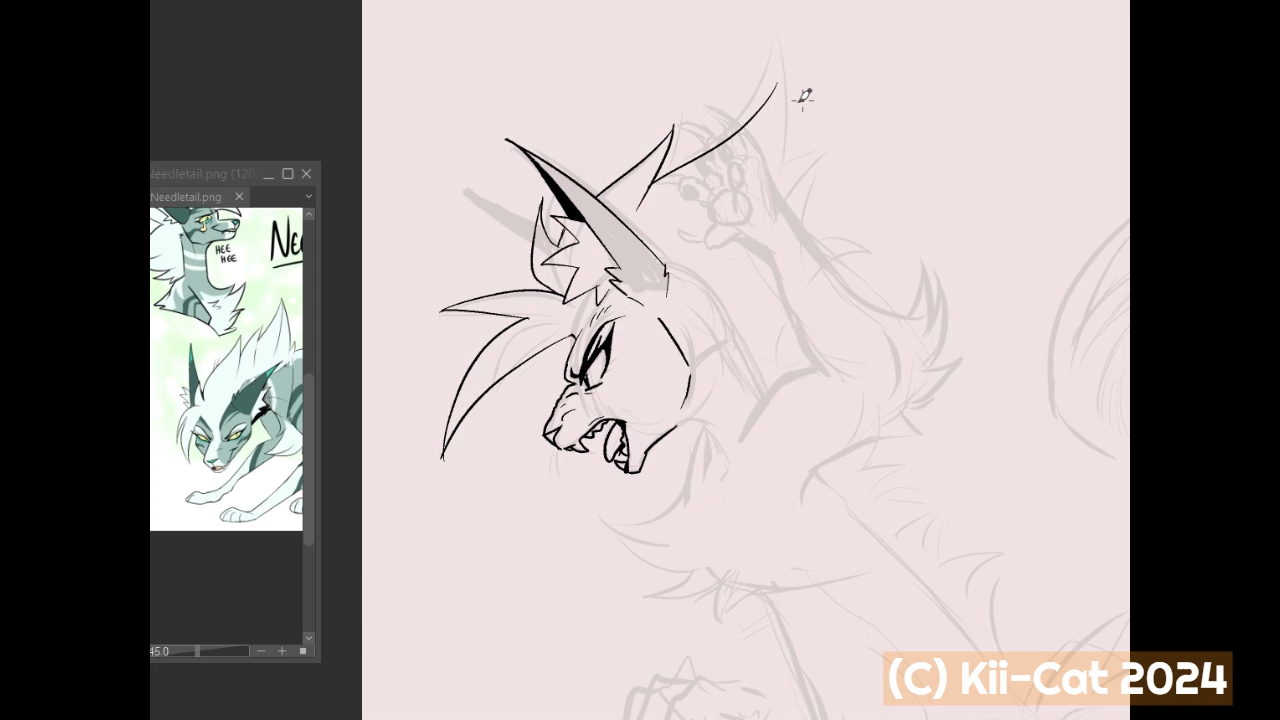 Needletail.png (120
Needletail.png
HEE
HEE
NE
45.0
(C) Kii-Cat 2024